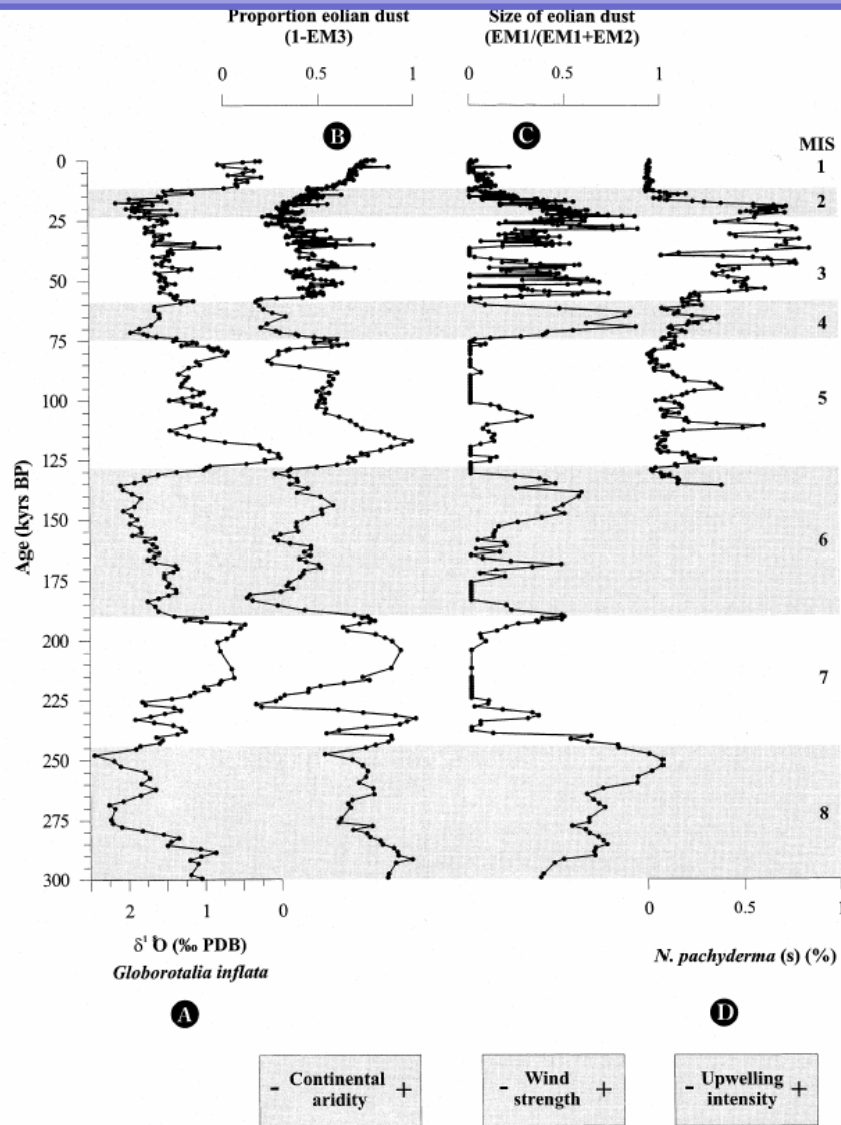 Proportion eolian dust
(1-EM3)
Size of eolian dust
(EM1/(EM1+EM2)
0 0.5 1
0 0.5 1
B
C
MIS
Age (kyrs BP)
0
25
50
75
100
125
150
175
200
225
250
275
300
1
2
3
4
5
6
7
8
2 1 0
0 0.5 1
δ¹⁸O (‰ PDB)
Globorotalia inflata
N. pachyderma (s) (%)
A
D
- Continental +
aridity
- Wind +
strength
- Upwelling +
intensity